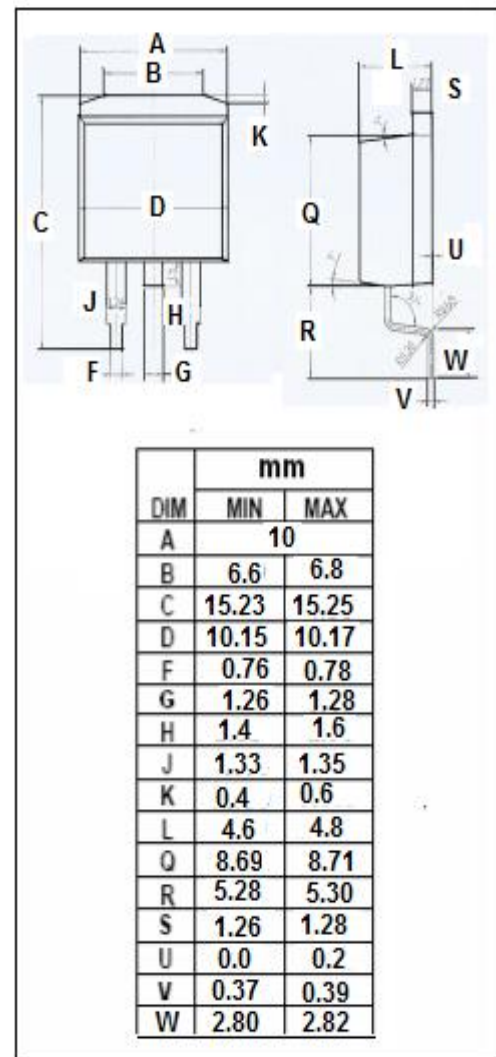 A
B
L
S
K
C
D
Q
U
J
H
R
W
F
G
V
mm
DIM MIN MAX
A 10
B 6.6 6.8
C 15.23 15.25
D 10.15 10.17
F 0.76 0.78
G 1.26 1.28
H 1.4 1.6
J 1.33 1.35
K 0.4 0.6
L 4.6 4.8
Q 8.69 8.71
R 5.28 5.30
S 1.26 1.28
U 0.0 0.2
V 0.37 0.39
W 2.80 2.82